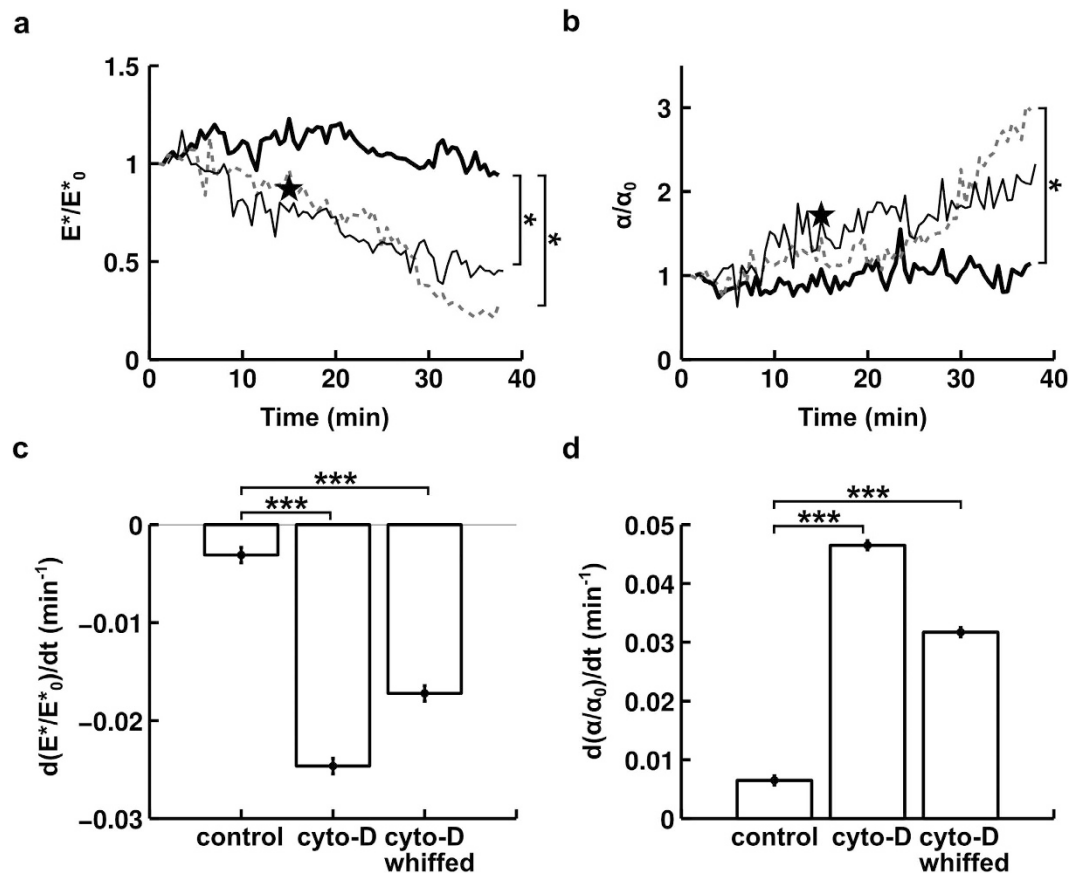 a
E*/E*₀
1.5
1
0.5
0
*
*
0
10
20
30
40
Time (min)
b
α/α₀
3
2
1
0
*
0
10
20
30
40
Time (min)
c
d(E*/E*₀)/dt (min⁻¹)
0
−0.01
−0.02
−0.03
***
***
control
cyto-D
cyto-D
whiffed
d
d(α/α₀)/dt (min⁻¹)
0.05
0.04
0.03
0.02
0.01
0
***
***
control
cyto-D
cyto-D
whiffed